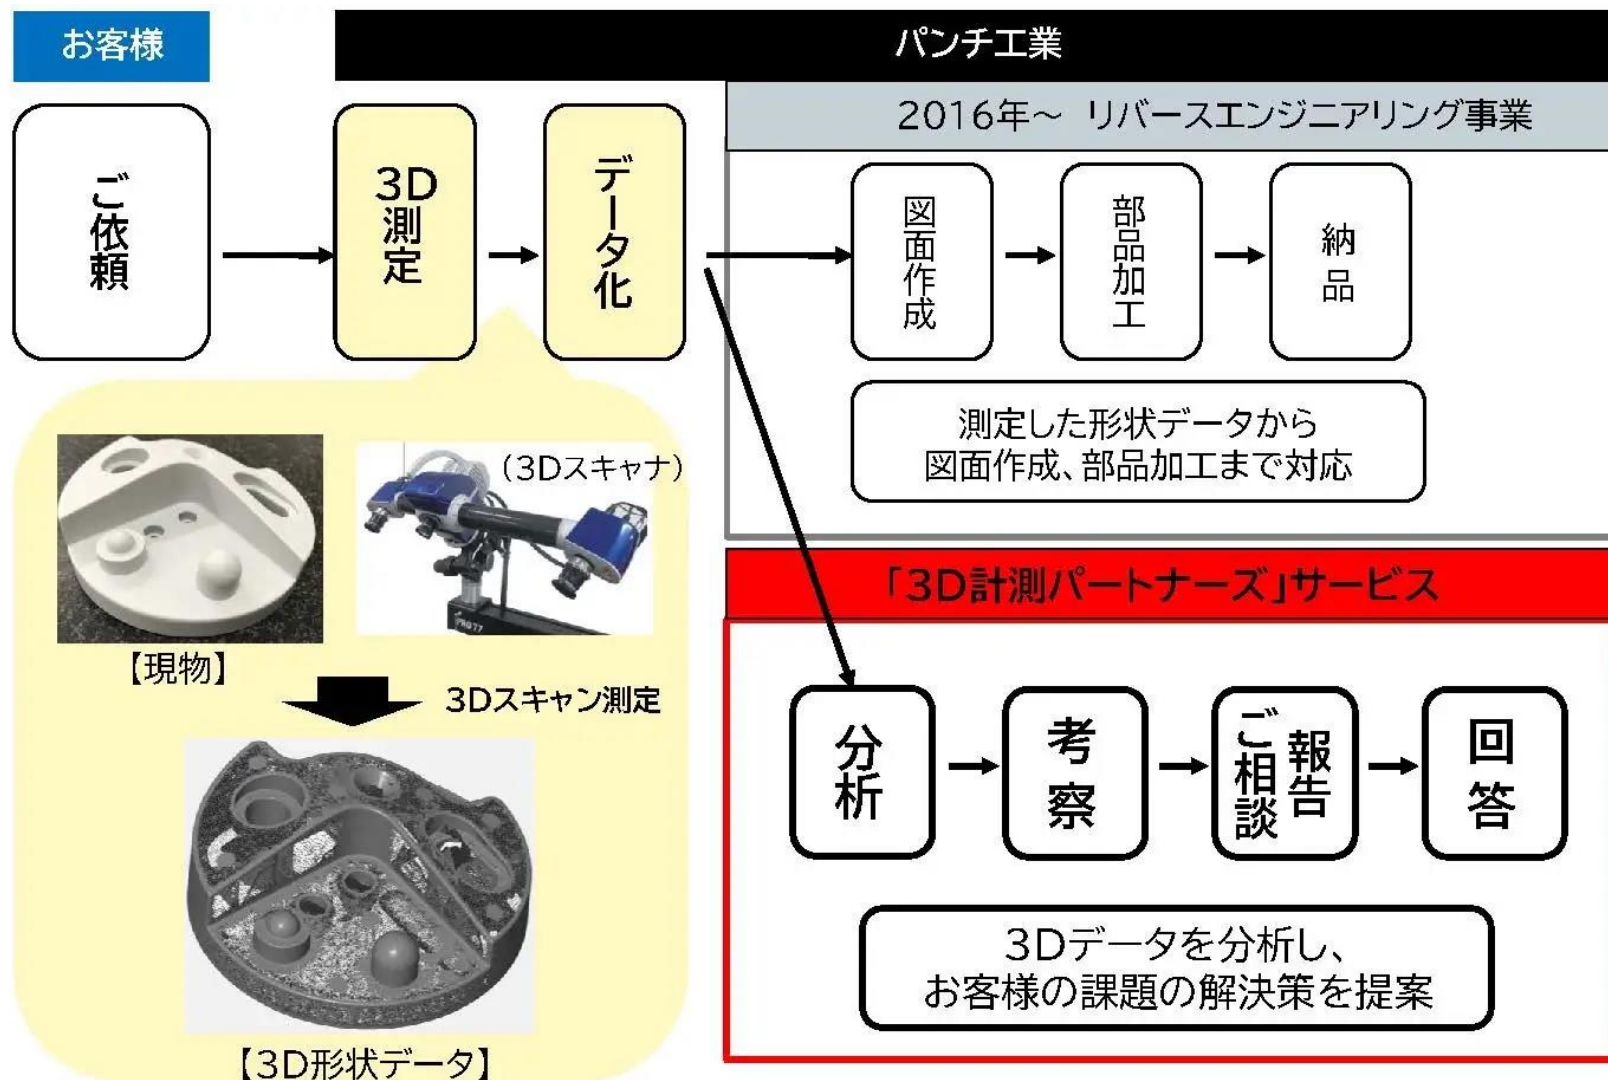 お客様
パンチ工業
2016年～ リバースエンジニアリング事業
ご依頼
3D測定
データ化
図面作成
部品加工
納品
測定した形状データから
図面作成、部品加工まで対応
(3Dスキャナ)
PRO77
【現物】
3Dスキャン測定
【3D形状データ】
「3D計測パートナーズ」サービス
分析
考察
報告
ご相談
回答
3Dデータを分析し、
お客様の課題の解決策を提案